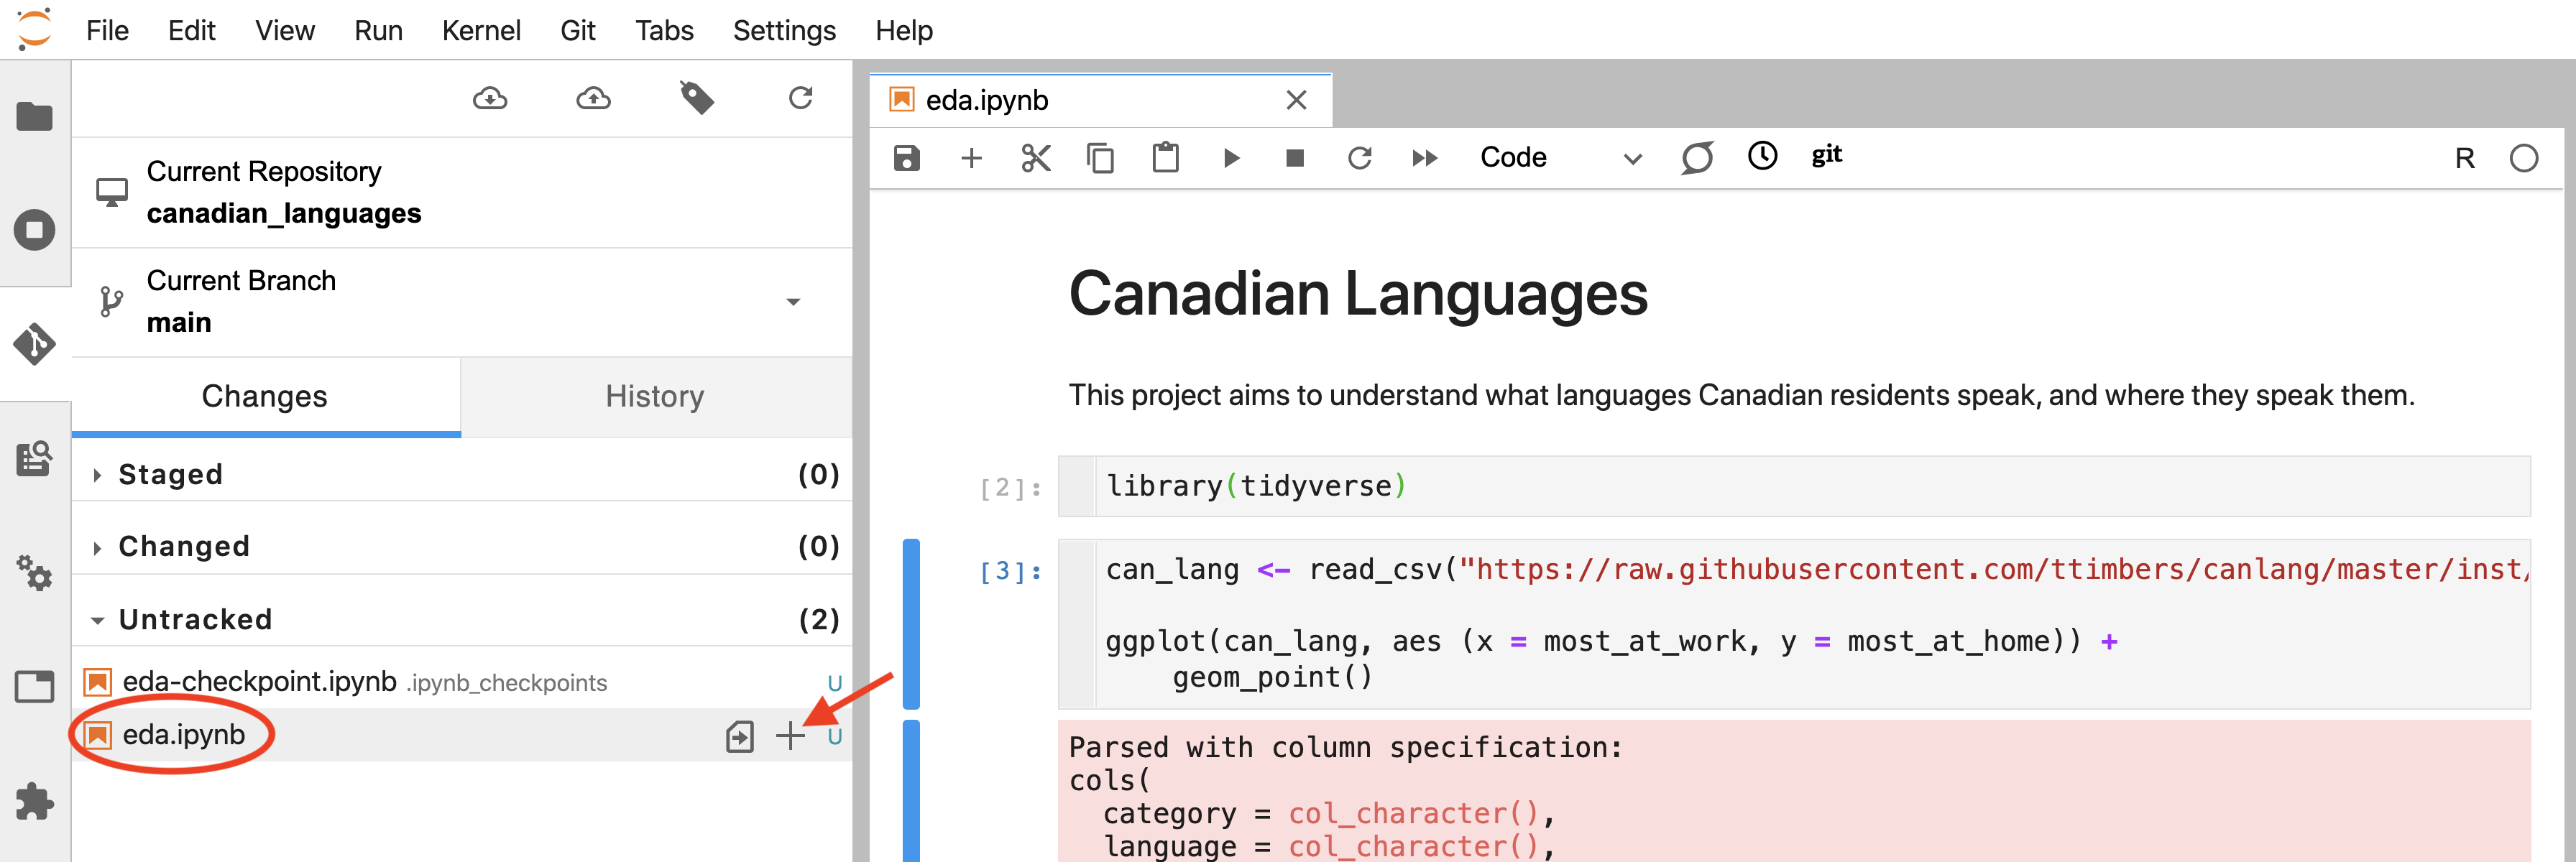 File Edit View Run Kernel Git Tabs Settings Help
Current Repository
canadian_languages
Current Branch
main
Changes History
Staged (0)
Changed (0)
Untracked (2)
eda-checkpoint.ipynb .ipynb_checkpoints U
eda.ipynb U
eda.ipynb
Code git R
Canadian Languages
This project aims to understand what languages Canadian residents speak, and where they speak them.
[2]: library(tidyverse)
[3]: can_lang <- read_csv("https://raw.githubusercontent.com/ttimbers/canlang/master/inst/
ggplot(can_lang, aes (x = most_at_work, y = most_at_home)) +
geom_point()
Parsed with column specification:
cols(
category = col_character(),
language = col_character(),